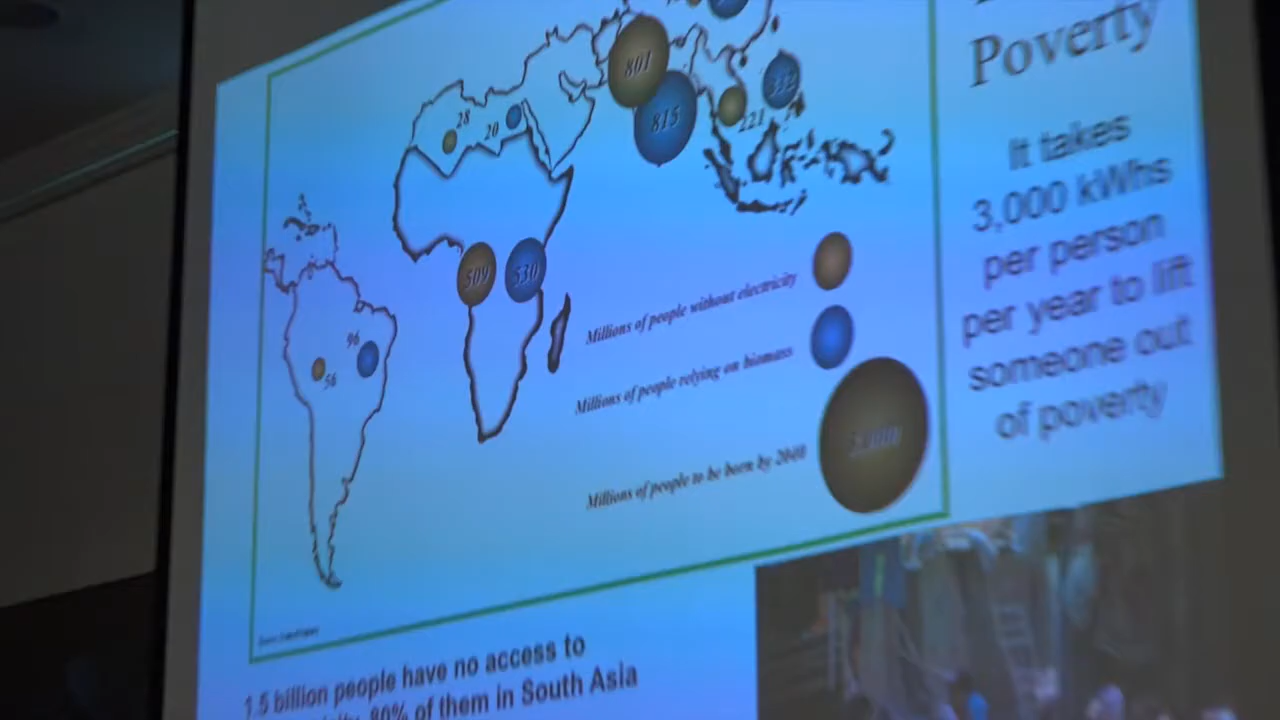 Poverty
It takes
3,000 kWhs
per person
per year to lift
someone out
of poverty
801
815
28
20
221
509
530
96
56
Millions of people without electricity
Millions of people relying on biomass
Millions of people to be born by
1.5 billion people have no access to
80% of them in South Asia